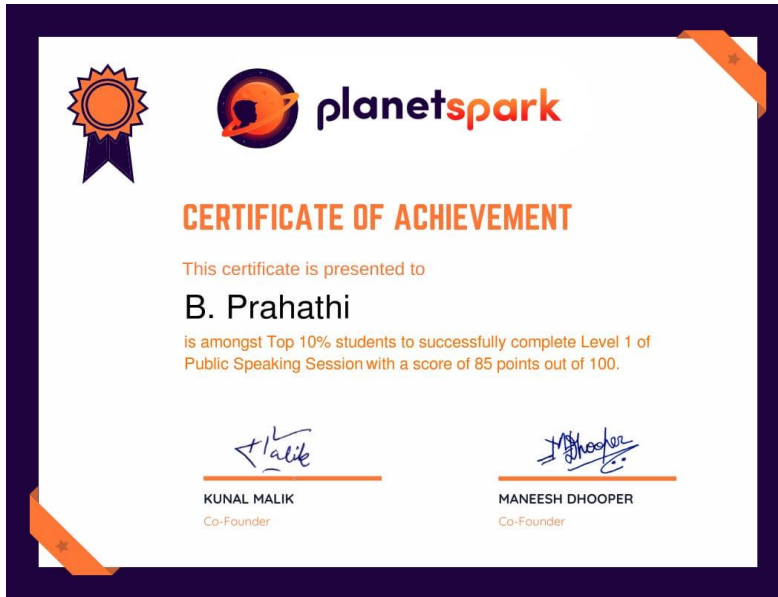 planetspark
CERTIFICATE OF ACHIEVEMENT
This certificate is presented to
B. Prahathi
is amongst Top 10% students to successfully complete Level 1 of
Public Speaking Session with a score of 85 points out of 100.
Malik
MDhooper
KUNAL MALIK
MANEESH DHOOPER
Co-Founder
Co-Founder